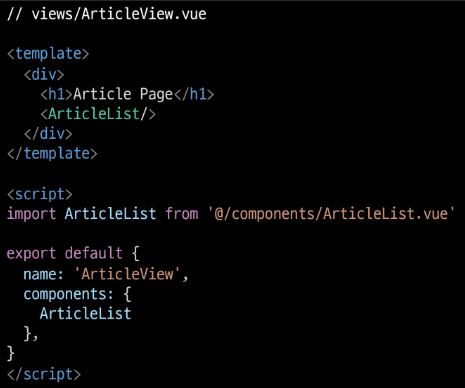 // views/ArticleView.vue
<template>
<div>
<h1>Article Page</h1>
<ArticleList/>
</div>
</template>
<script>
import ArticleList from '@/components/ArticleList.vue'
export default {
name: 'ArticleView',
components: {
ArticleList
},
}
</script>